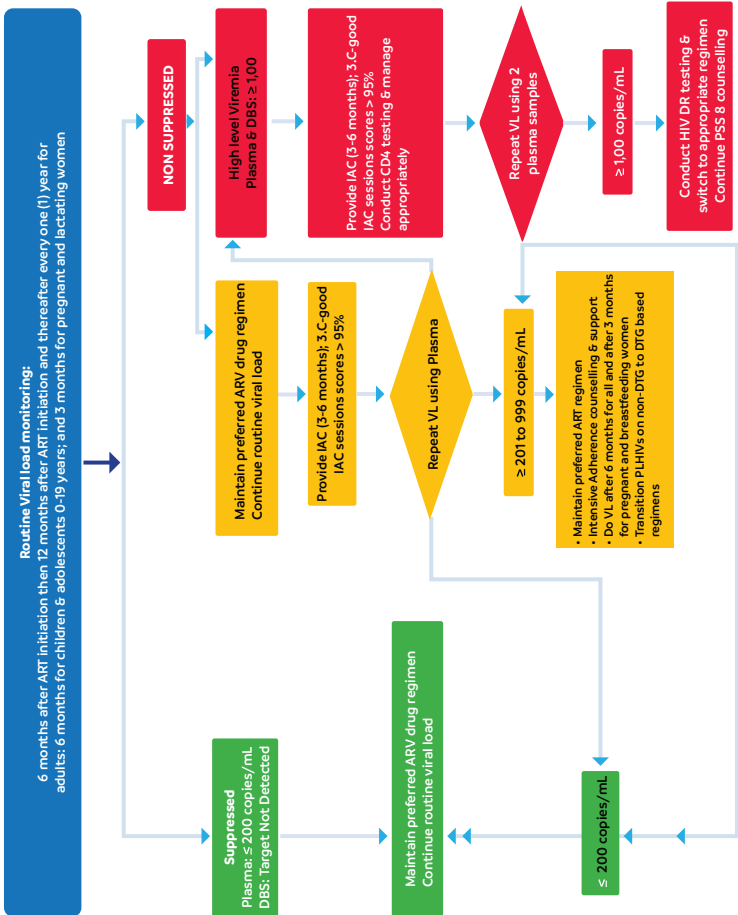 Routine Viral load monitoring:
6 months after ART initiation then 12 months after ART initiation and thereafter every one (1) year for
adults: 6 months for children & adolescents 0-19 years; and 3 months for pregnant and lactating women
Suppressed
Plasma: ≤ 200 copies/mL
DBS: Target Not Detected
Maintain preferred ARV drug regimen
Continue routine viral load
≤ 200 copies/mL
Maintain preferred ARV drug regimen
Continue routine viral load
Provide IAC (3-6 months); 3.C-good
IAC sessions scores > 95%
Repeat VL using Plasma
≥ 201 to 999 copies/mL
• Maintain preferred ART regimen
• Intensive Adherence counselling & support
• Do VL after 6 months for all and after 3 months
for pregnant and breastfeeding women
• Transition PLHIVs on non-DTG to DTG based
regimens
NON SUPPRESSED
High level Viremia
Plasma & DBS: ≥ 1,00
Provide IAC (3-6 months); 3.C-good
IAC sessions scores > 95%
Conduct CD4 testing & manage
appropriately
Repeat VL using 2
plasma samples
≥ 1,00 copies/mL
Conduct HIV DR testing &
switch to appropriate regimen
Continue PSS 8 counselling